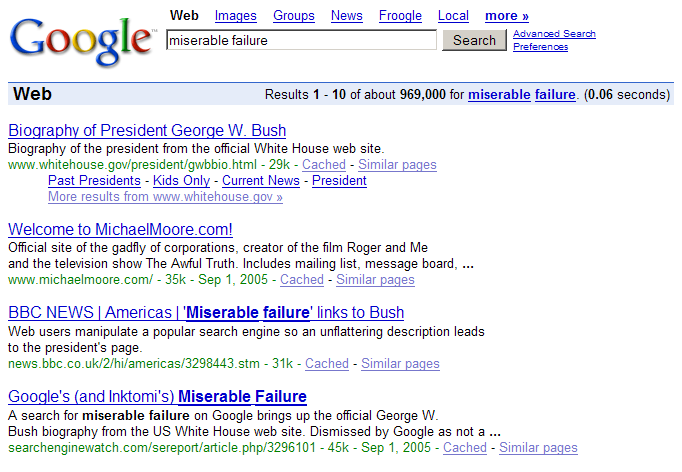 Web Images Groups News Froogle Local more »
Google™ miserable failure Search Advanced Search
Preferences
Web Results 1 - 10 of about 969,000 for miserable failure. (0.06 seconds)
Biography of President George W. Bush
Biography of the president from the official White House web site.
www.whitehouse.gov/president/gwbbio.html - 29k - Cached - Similar pages
Past Presidents - Kids Only - Current News - President
More results from www.whitehouse.gov »
Welcome to MichaelMoore.com!
Official site of the gadfly of corporations, creator of the film Roger and Me
and the television show The Awful Truth. Includes mailing list, message board, ...
www.michaelmoore.com/ - 35k - Sep 1, 2005 - Cached - Similar pages
BBC NEWS | Americas | 'Miserable failure' links to Bush
Web users manipulate a popular search engine so an unflattering description leads
to the president's page.
news.bbc.co.uk/2/hi/americas/3298443.stm - 31k - Cached - Similar pages
Google's (and Inktomi's) Miserable Failure
A search for miserable failure on Google brings up the official George W.
Bush biography from the US White House web site. Dismissed by Google as not a ...
searchenginewatch.com/sereport/article.php/3296101 - 45k - Sep 1, 2005 - Cached - Similar pages